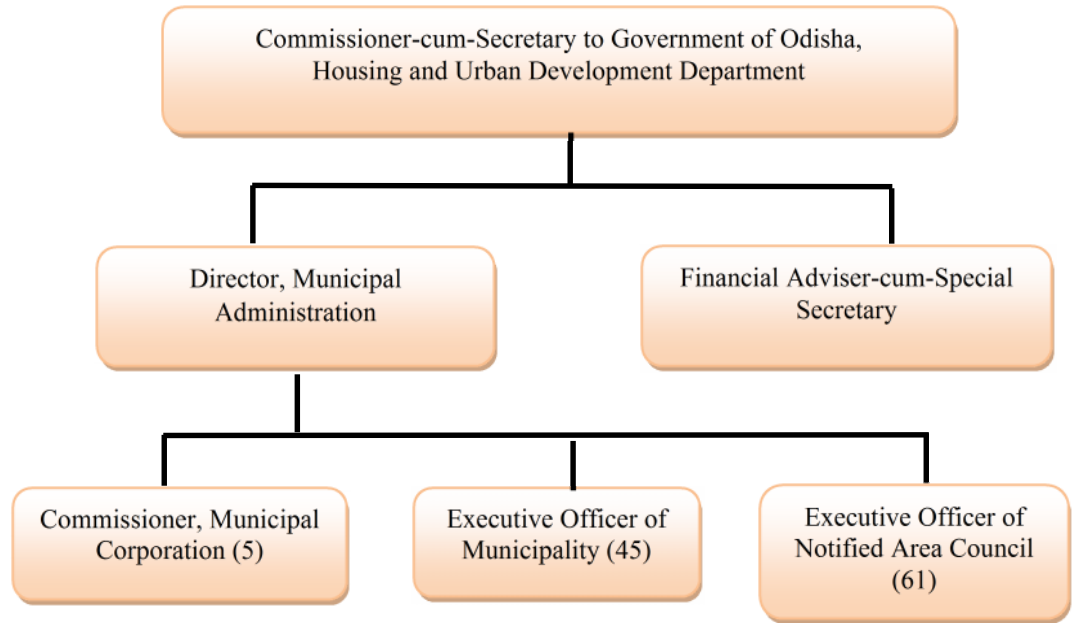 Commissioner-cum-Secretary to Government of Odisha,
Housing and Urban Development Department
Director, Municipal
Administration
Financial Adviser-cum-Special
Secretary
Commissioner, Municipal
Corporation (5)
Executive Officer of
Municipality (45)
Executive Officer of
Notified Area Council
(61)